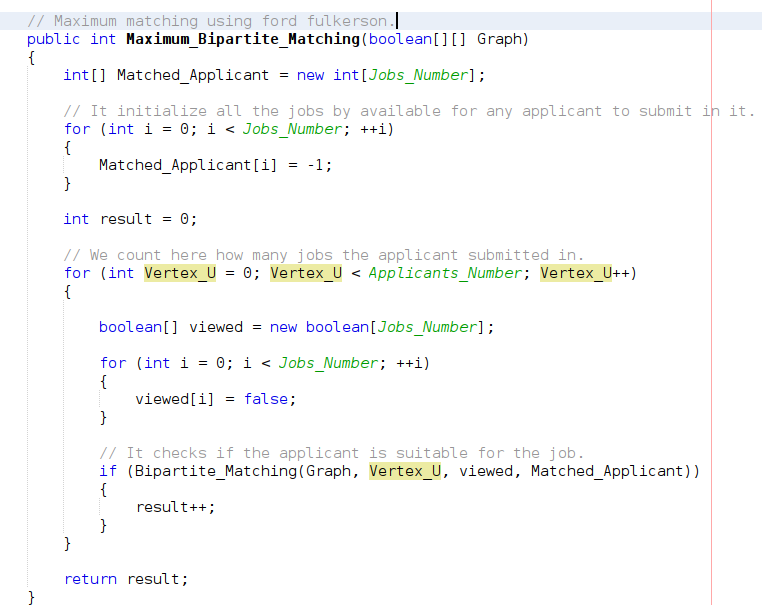 // Maximum matching using ford fulkerson.
public int Maximum_Bipartite_Matching(boolean[][] Graph)
{
int[] Matched_Applicant = new int[Jobs_Number];
// It initialize all the jobs by available for any applicant to submit in it.
for (int i = 0; i < Jobs_Number; ++i)
{
Matched_Applicant[i] = -1;
}
int result = 0;
// We count here how many jobs the applicant submitted in.
for (int Vertex_U = 0; Vertex_U < Applicants_Number; Vertex_U++)
{
boolean[] viewed = new boolean[Jobs_Number];
for (int i = 0; i < Jobs_Number; ++i)
{
viewed[i] = false;
}
// It checks if the applicant is suitable for the job.
if (Bipartite_Matching(Graph, Vertex_U, viewed, Matched_Applicant))
{
result++;
}
}
return result;
}